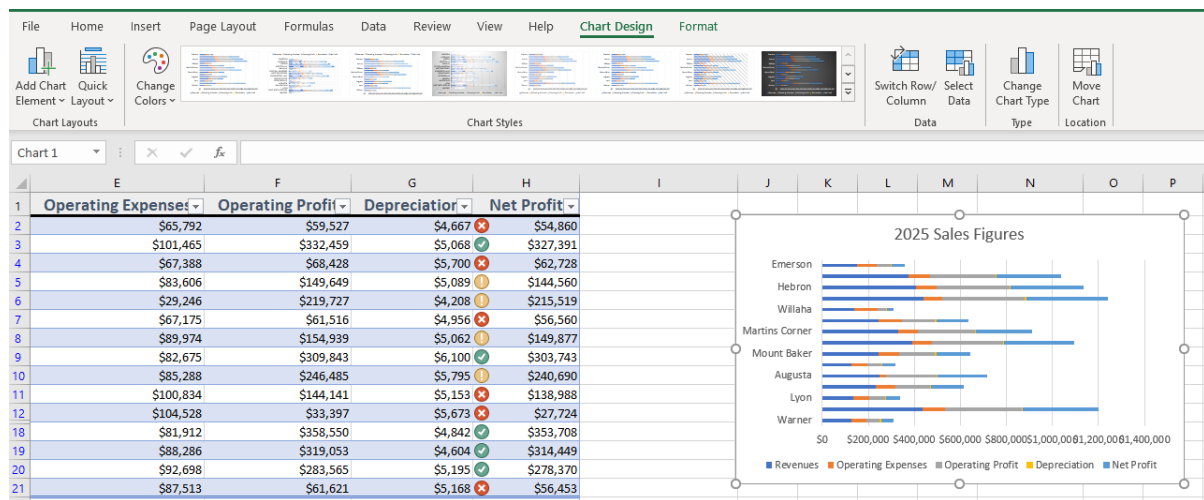 File Home Insert Page Layout Formulas Data Review View Help Chart Design Format
Add Chart Element Quick Layout Change Colors Switch Row/ Column Select Data Change Chart Type Move Chart
Chart Layouts Chart Styles Data Type Location
Chart 1 fx
E F G H I J K L M N O P
1 Operating Expenses Operating Profit Depreciation Net Profit
2 $65,792 $59,527 $4,667 $54,860
3 $101,465 $332,459 $5,068 $327,391
4 $67,388 $68,428 $5,700 $62,728
5 $83,606 $149,649 $5,089 $144,560
6 $29,246 $219,727 $4,208 $215,519
7 $67,175 $61,516 $4,956 $56,560
8 $89,974 $154,939 $5,062 $149,877
9 $82,675 $309,843 $6,100 $303,743
10 $85,288 $246,485 $5,795 $240,690
11 $100,834 $144,141 $5,153 $138,988
12 $104,528 $33,397 $5,673 $27,724
18 $81,912 $358,550 $4,842 $353,708
19 $88,286 $319,053 $4,604 $314,449
20 $92,698 $283,565 $5,195 $278,370
21 $87,513 $61,621 $5,168 $56,453
2025 Sales Figures
Emerson
Hebron
Willaha
Martins Corner
Mount Baker
Augusta
Lyon
Warner
$0 $200,000 $400,000 $600,000 $800,000 $1,000,000 $1,200,000 $1,400,000
Revenues Operating Expenses Operating Profit Depreciation Net Profit